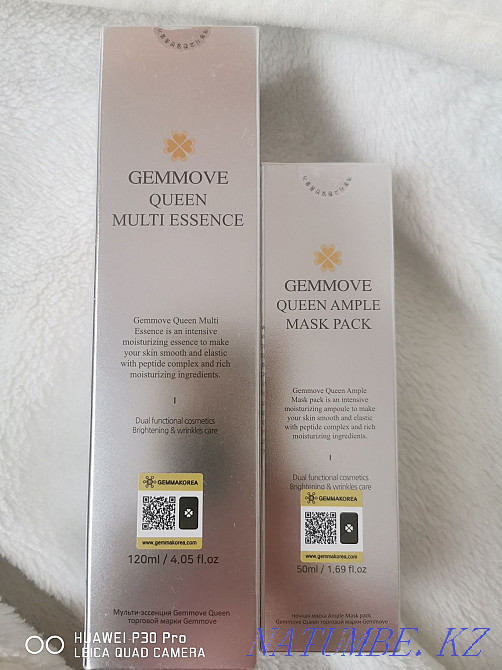 GEMMOVE
QUEEN
MULTI ESSENCE
Gemmove Queen Multi
Essence is an intensive
moisturizing essence to make
your skin smooth and elastic
with peptide complex and rich
moisturizing ingredients.
Dual functional cosmetics
Brightening & wrinkles care
GEMMAKOREA
www.gemmakorea.com
120ml / 4,05 fl.oz
Мульти-эссенция Gemmove Queen
торговой марки Gemmove
GEMMOVE
QUEEN AMPLE
MASK PACK
Gemmove Queen Ample
Mask pack is an intensive
moisturizing ampoule to make
your skin smooth and elastic
with peptide complex and rich
moisturizing ingredients.
Dual functional cosmetics
Brightening & wrinkles care
GEMMAKOREA
www.gemmakorea.com
50ml / 1,69 fl.oz
Ночная маска Ample Mask pack
Gemmove Queen торговой марки Gemmove
HUAWEI P30 Pro
LEICA QUAD CAMERA
NATUMBE.KZ